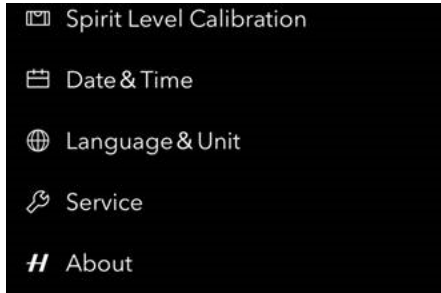 Spirit Level Calibration
Date & Time
Language & Unit
Service
H About